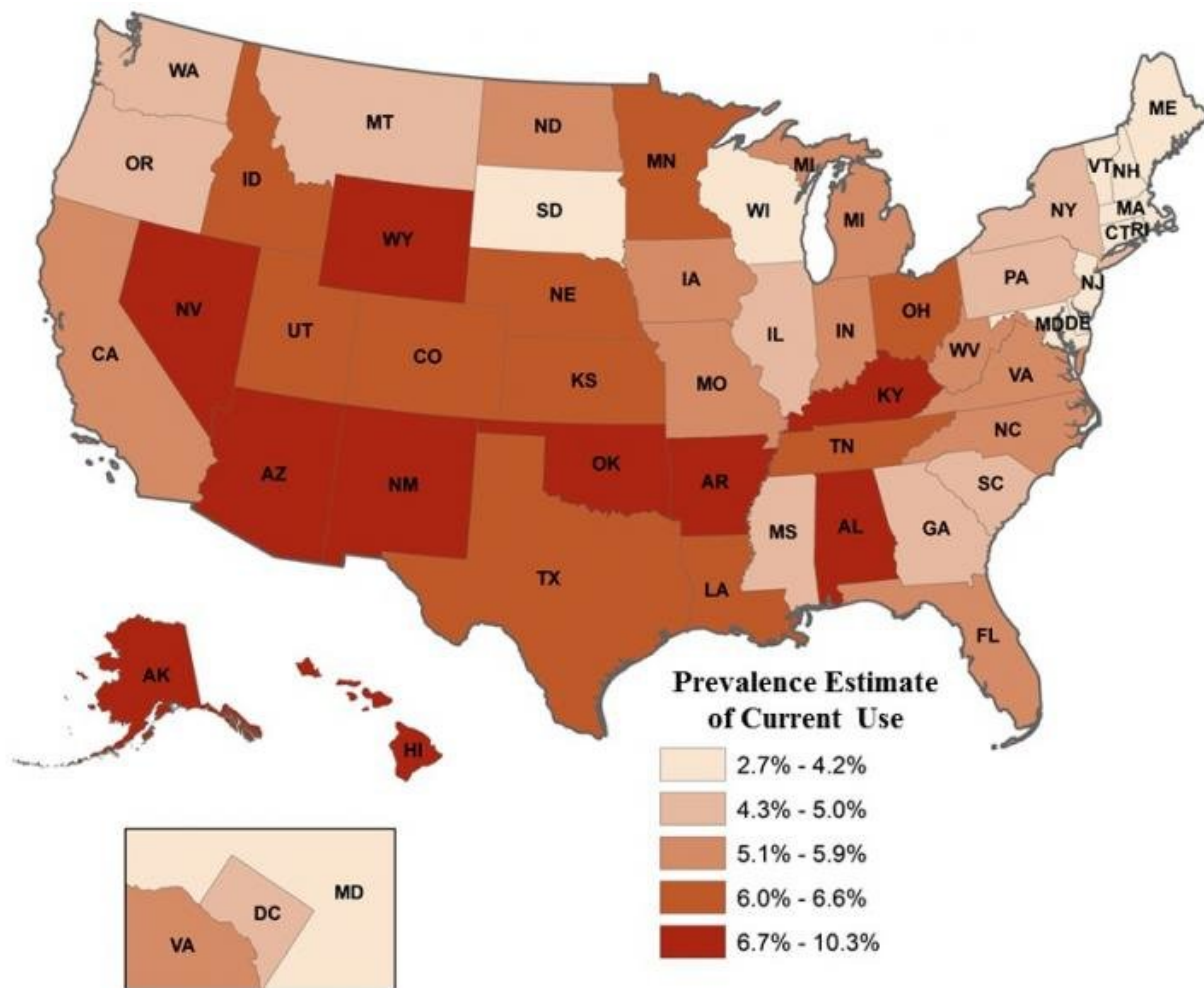 WA
MT
ND
MN
ME
OR
ID
SD
WI
MI
VT
NH
WY
MI
NY
MA
CT
RI
NV
NE
IA
PA
NJ
CA
UT
CO
IL
IN
OH
MD
DE
KS
MO
WV
VA
KY
AZ
NM
OK
AR
TN
NC
SC
TX
LA
MS
AL
GA
FL
AK
HI
Prevalence Estimate
of Current Use
2.7% - 4.2%
4.3% - 5.0%
5.1% - 5.9%
6.0% - 6.6%
6.7% - 10.3%
MD
DC
VA